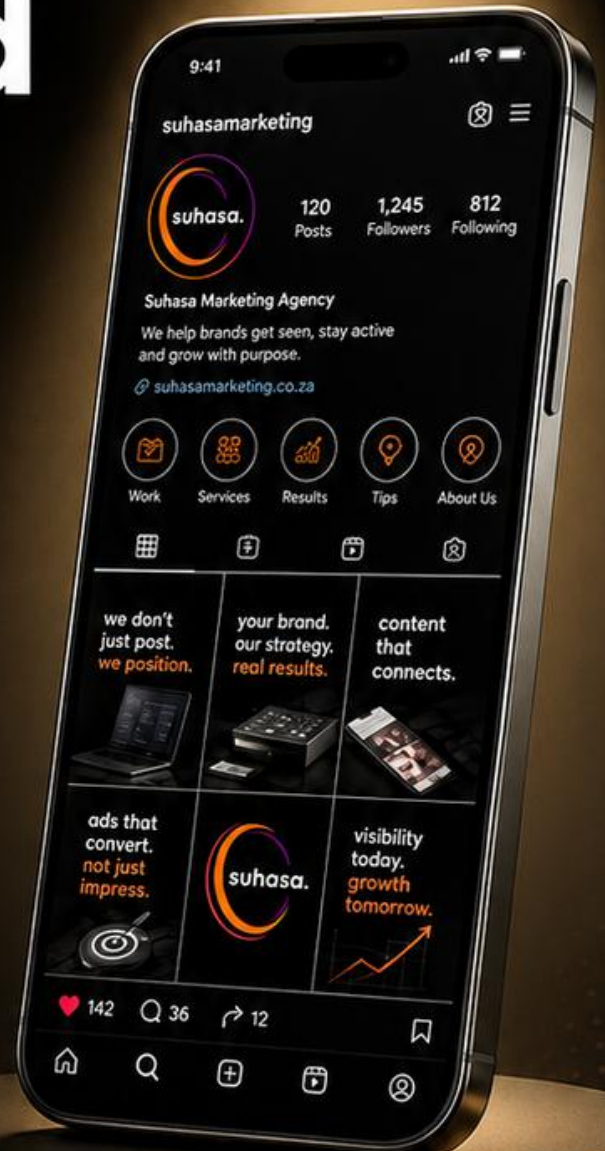 9:41
suhasamarketing
suhasa.
120
Posts
1,245
Followers
812
Following
Suhasa Marketing Agency
We help brands get seen, stay active
and grow with purpose.
suhasamarketing.co.za
Work
Services
Results
Tips
About Us
we don't
just post.
we position.
your brand.
our strategy.
real results.
content
that
connects.
ads that
convert.
not just
impress.
suhasa.
visibility
today.
growth
tomorrow.
142
36
12